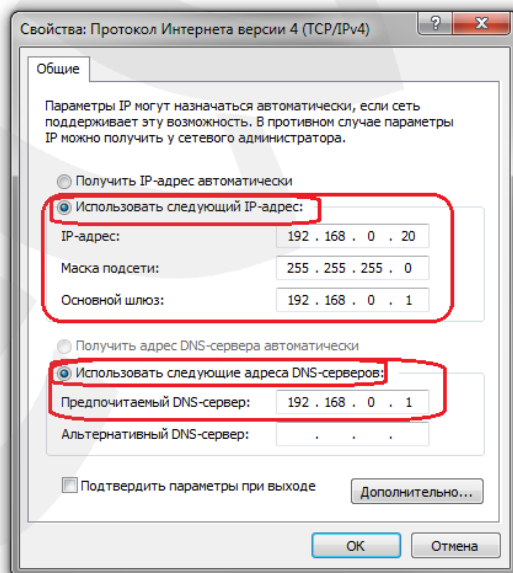 Свойства: Протокол Интернета версии 4 (TCP/IPv4)
Общие
Параметры IP могут назначаться автоматически, если сеть
поддерживает эту возможность. В противном случае параметры
IP можно получить у сетевого администратора.
Получить IP-адрес автоматически
Использовать следующий IP-адрес:
IP-адрес: 192 . 168 . 0 . 20
Маска подсети: 255 . 255 . 255 . 0
Основной шлюз: 192 . 168 . 0 . 1
Получить адрес DNS-сервера автоматически
Использовать следующие адреса DNS-серверов:
Предпочитаемый DNS-сервер: 192 . 168 . 0 . 1
Альтернативный DNS-сервер: . . .
Подтвердить параметры при выходе
Дополнительно...
ОК Отмена